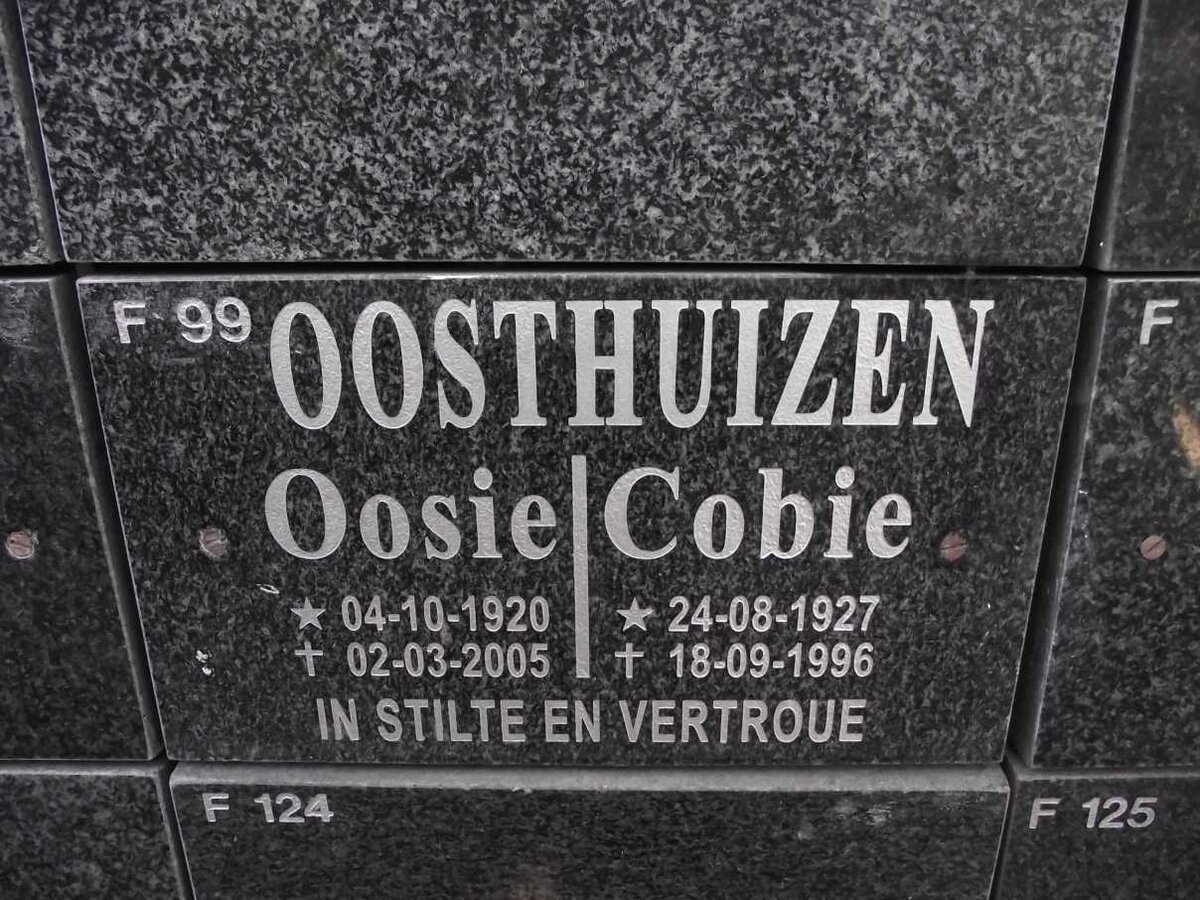 F 99 OOSTHUIZEN
F
Oosie Cobie
★ 04-10-1920 ★ 24-08-1927
✝ 02-03-2005 ✝ 18-09-1996
IN STILTE EN VERTROUE
F 124
F 125